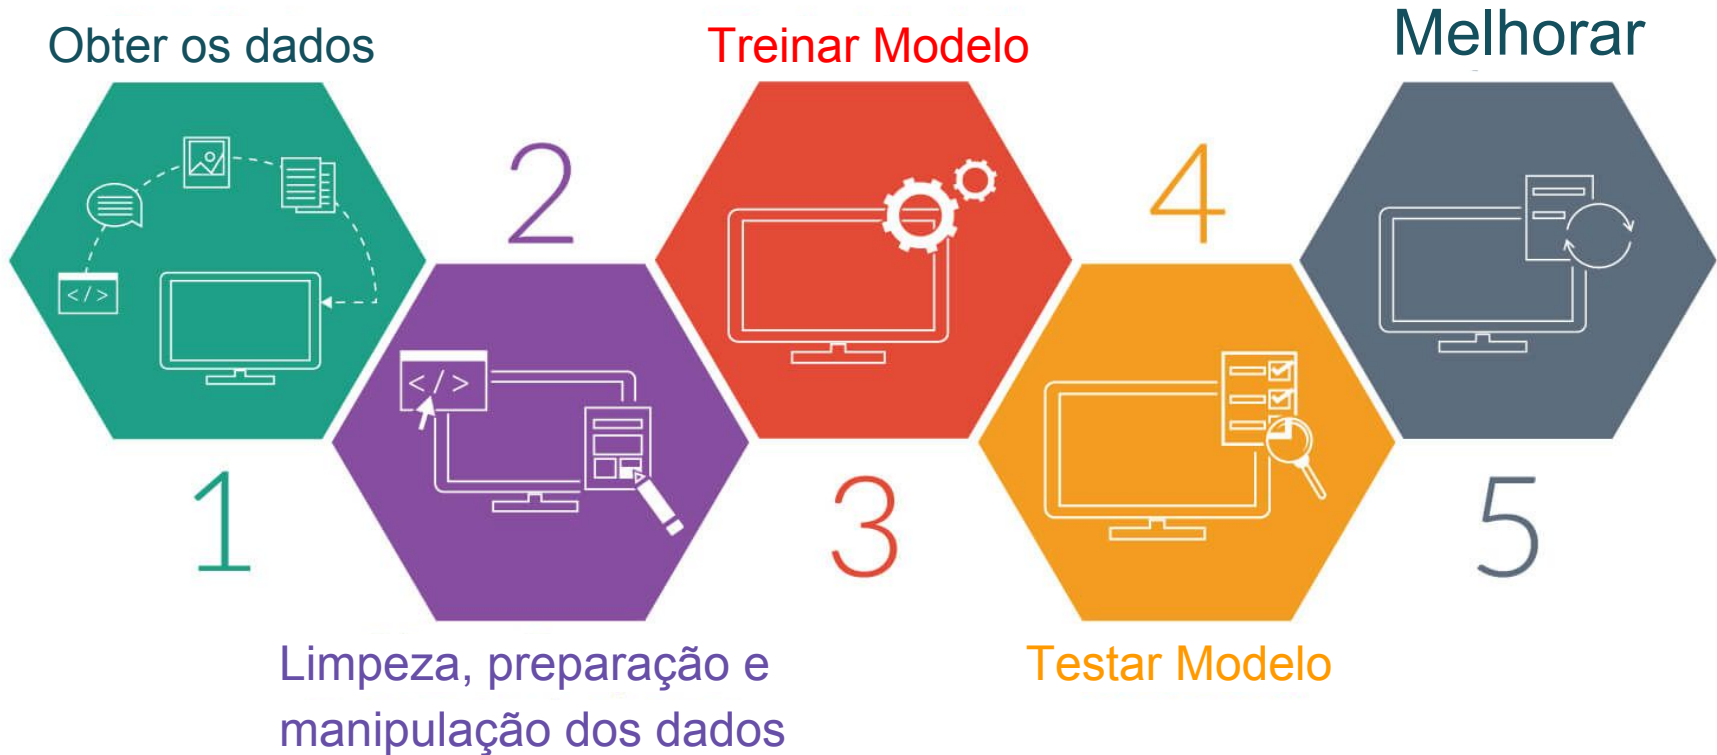 Obter os dados
Treinar Modelo
Melhorar
2
4
</>
</>
1
3
5
Limpeza, preparação e
manipulação dos dados
Testar Modelo